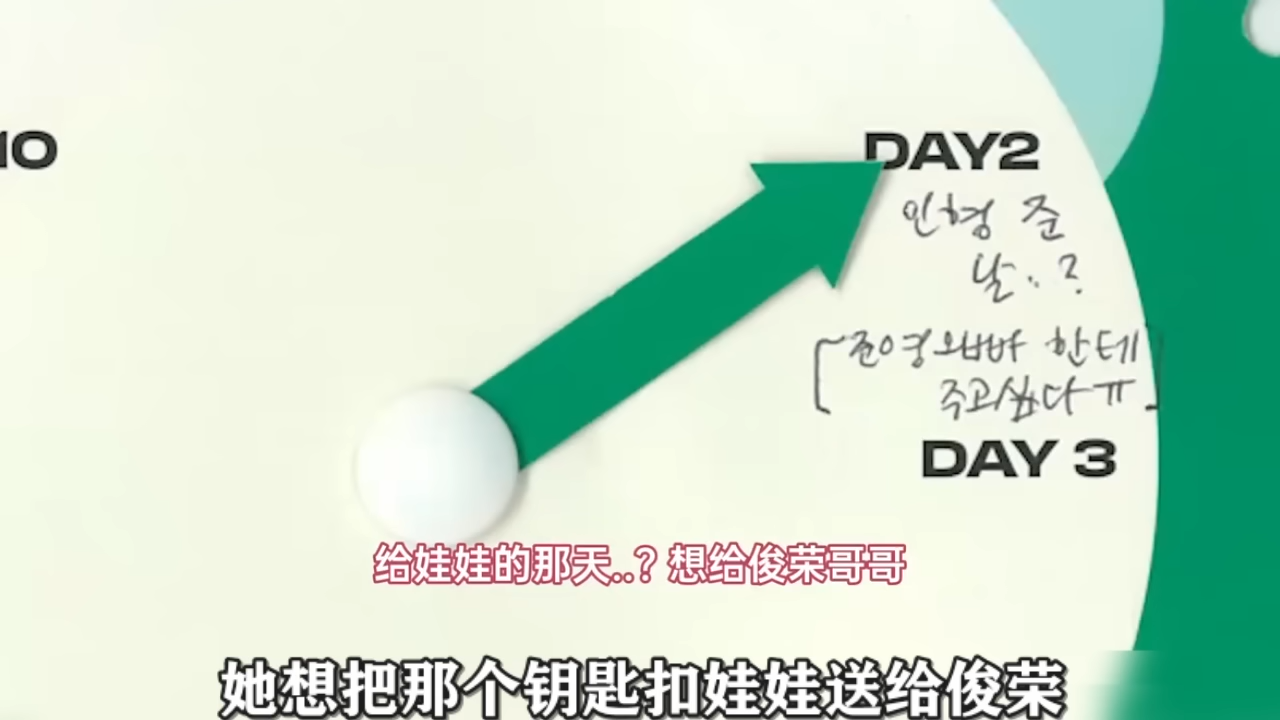 10
DAY2
인형 준
날..?
준영오빠 한테
주고싶다ㅠ
DAY 3
给娃娃的那天..？想给俊荣哥哥
她想把那个钥匙扣娃娃送给俊荣